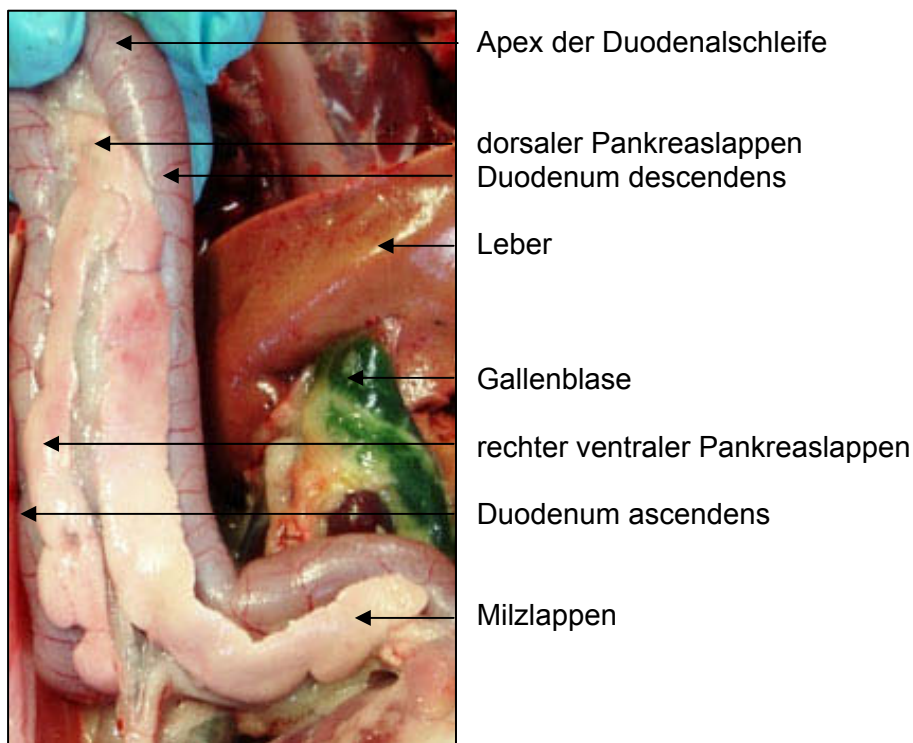 Apex der Duodenalschleife
dorsaler Pankreaslappen
Duodenum descendens
Leber
Gallenblase
rechter ventraler Pankreaslappen
Duodenum ascendens
Milzlappen